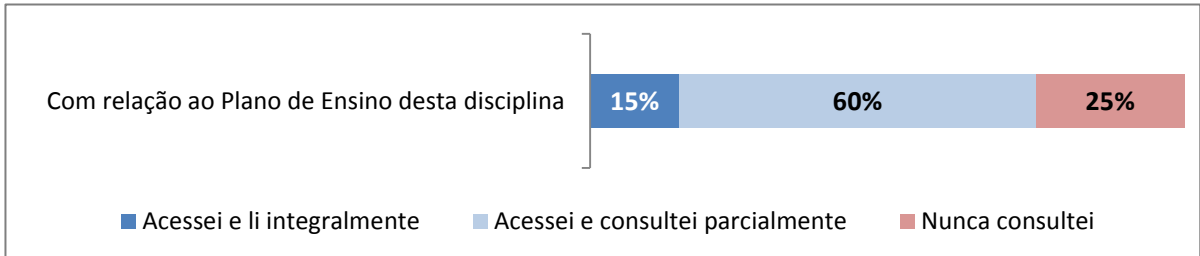 Com relação ao Plano de Ensino desta disciplina
15% 60% 25%
Acessei e li integralmente Acessei e consultei parcialmente Nunca consultei